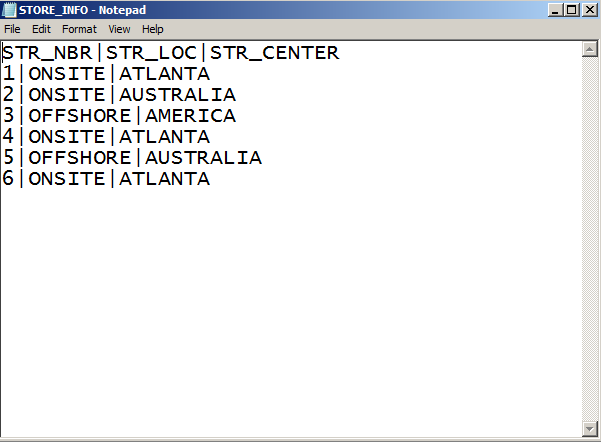 STORE_INFO - Notepad
File Edit Format View Help
STR_NBR|STR_LOC|STR_CENTER
1|ONSITE|ATLANTA
2|ONSITE|AUSTRALIA
3|OFFSHORE|AMERICA
4|ONSITE|ATLANTA
5|OFFSHORE|AUSTRALIA
6|ONSITE|ATLANTA